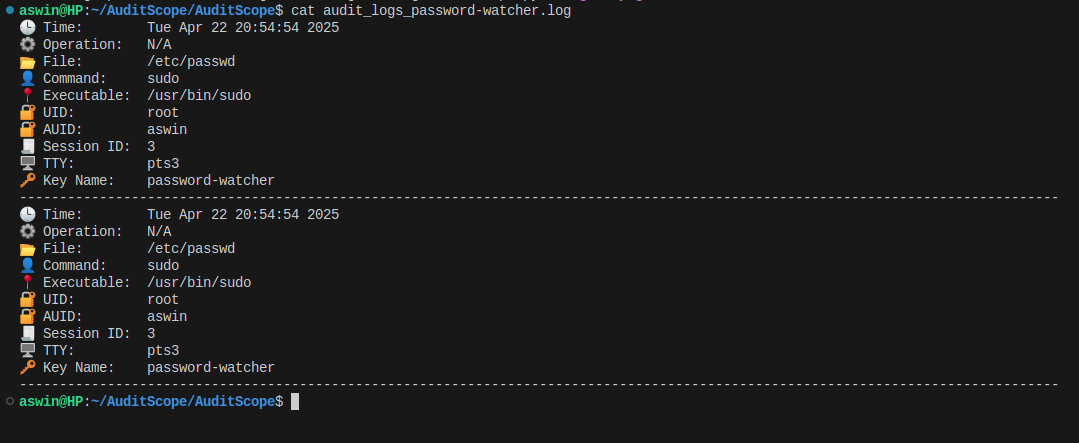 aswin@HP:~/AuditScope/AuditScope$ cat audit_logs_password-watcher.log
Time: Tue Apr 22 20:54:54 2025
Operation: N/A
File: /etc/passwd
Command: sudo
Executable: /usr/bin/sudo
UID: root
AUID: aswin
Session ID: 3
TTY: pts3
Key Name: password-watcher
----------------------------------------------------------------------------------------------------------------------------------
Time: Tue Apr 22 20:54:54 2025
Operation: N/A
File: /etc/passwd
Command: sudo
Executable: /usr/bin/sudo
UID: root
AUID: aswin
Session ID: 3
TTY: pts3
Key Name: password-watcher
----------------------------------------------------------------------------------------------------------------------------------
aswin@HP:~/AuditScope/AuditScope$